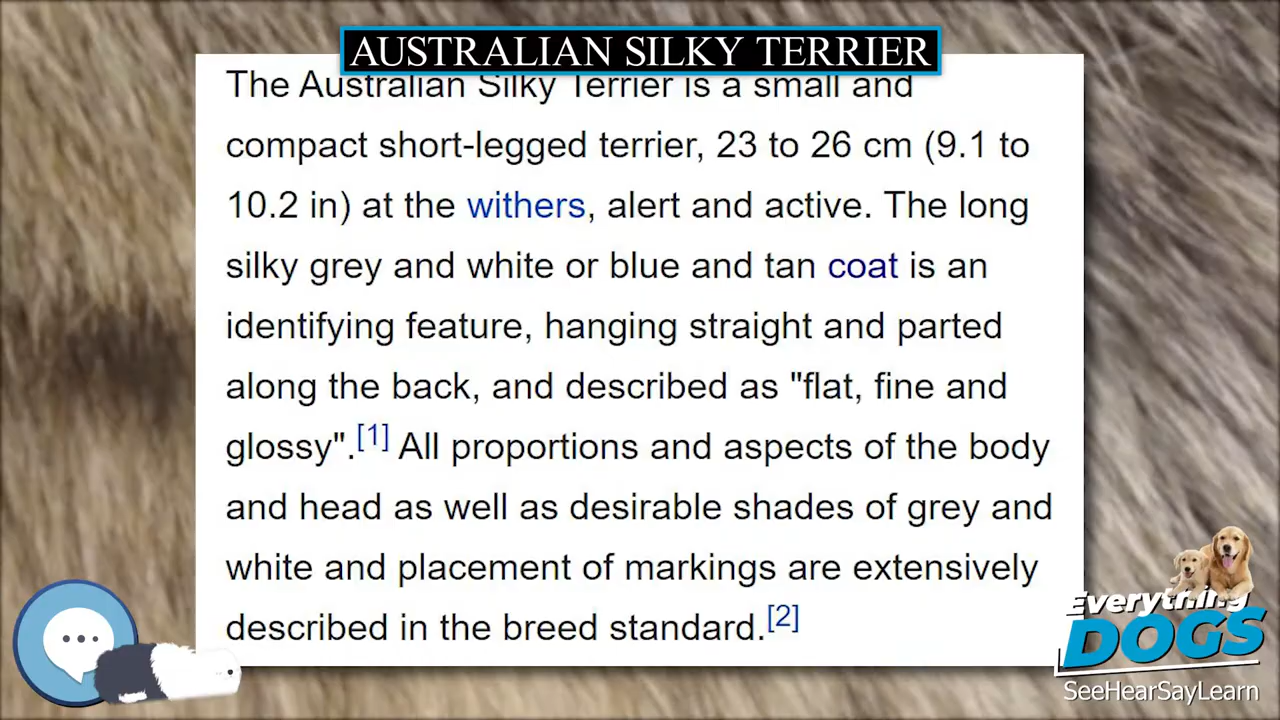 AUSTRALIAN SILKY TERRIER
The Australian Silky Terrier is a small and
compact short-legged terrier, 23 to 26 cm (9.1 to
10.2 in) at the withers, alert and active. The long
silky grey and white or blue and tan coat is an
identifying feature, hanging straight and parted
along the back, and described as "flat, fine and
glossy".[1] All proportions and aspects of the body
and head as well as desirable shades of grey and
white and placement of markings are extensively
described in the breed standard.[2]
Everything
DOGS
SeeHearSayLearn